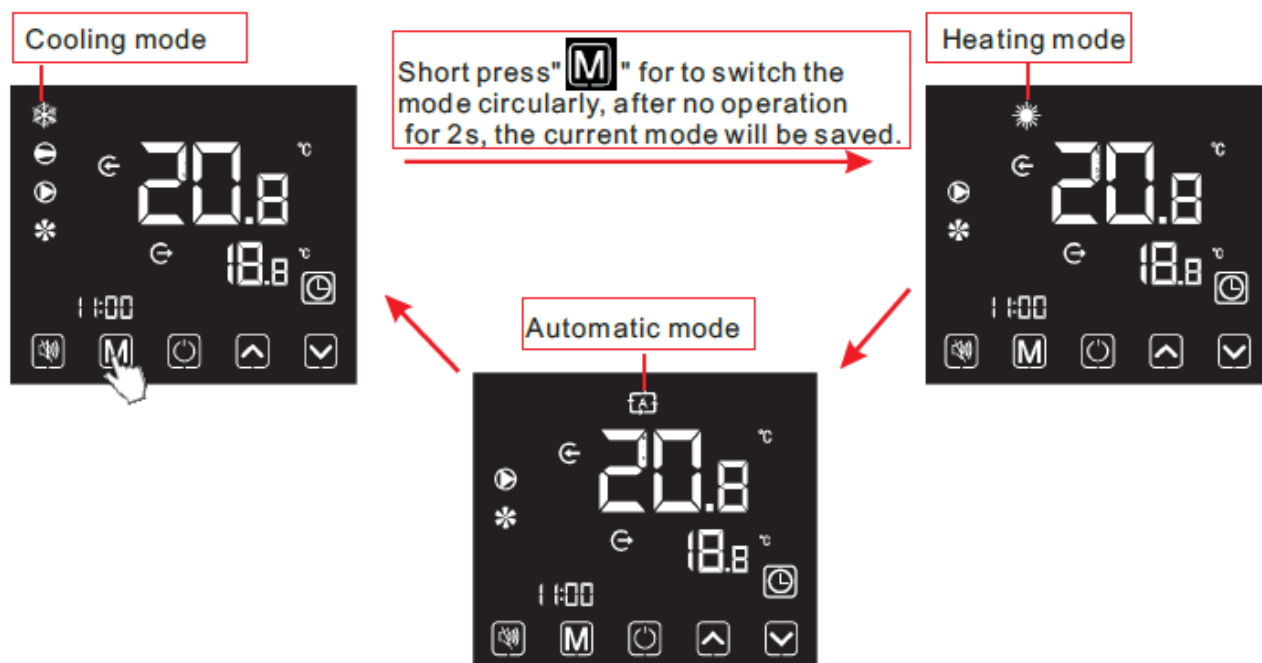 Cooling mode
Short press" M " for to switch the
mode circularly, after no operation
for 2s, the current mode will be saved.
Heating mode
20.8 °C
18.8 °C
11:00
M
20.8 °C
18.8 °C
11:00
M
Automatic mode
A
20.8 °C
18.8 °C
11:00
M